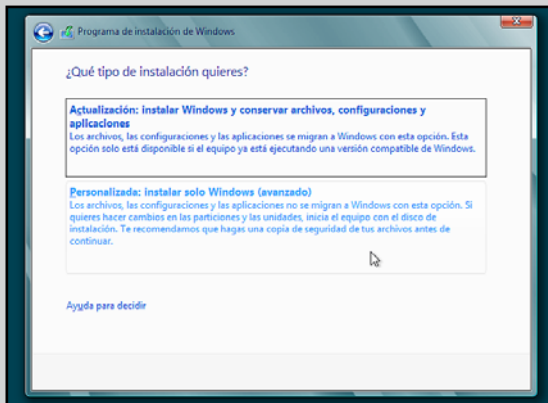 Programa de instalación de Windows
¿Qué tipo de instalación quieres?
Actualización: instalar Windows y conservar archivos, configuraciones y
aplicaciones
Los archivos, las configuraciones y las aplicaciones se migran a Windows con esta opción. Esta
opción solo está disponible si el equipo ya está ejecutando una versión compatible de Windows.
Personalizada: instalar solo Windows (avanzado)
Los archivos, las configuraciones y las aplicaciones no se migran a Windows con esta opción. Si
quieres hacer cambios en las particiones y las unidades, inicia el equipo con el disco de
instalación. Te recomendamos que hagas una copia de seguridad de tus archivos antes de
continuar.
Ayuda para decidir